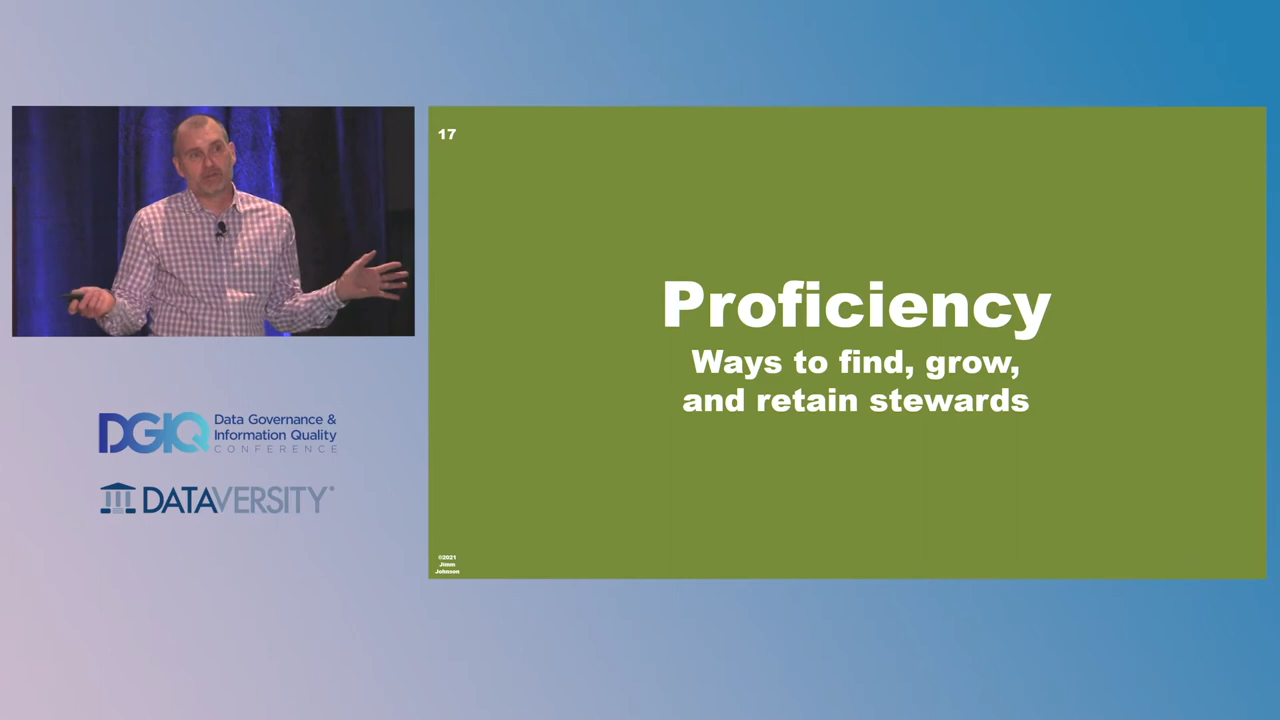 17
Proficiency
Ways to find, grow,
and retain stewards
©2021
Jimm
Johnson
DGIQ
Data Governance &
Information Quality
CONFERENCE
DATAVERSITY